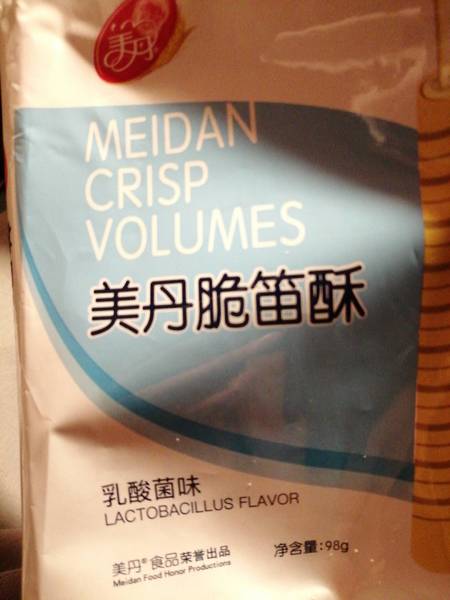 美丹
MEIDAN
CRISP
VOLUMES
美丹脆笛酥
乳酸菌味
LACTOBACILLUS FLAVOR
美丹®食品荣誉出品 净含量:98g
Meidan Food Honor Productions